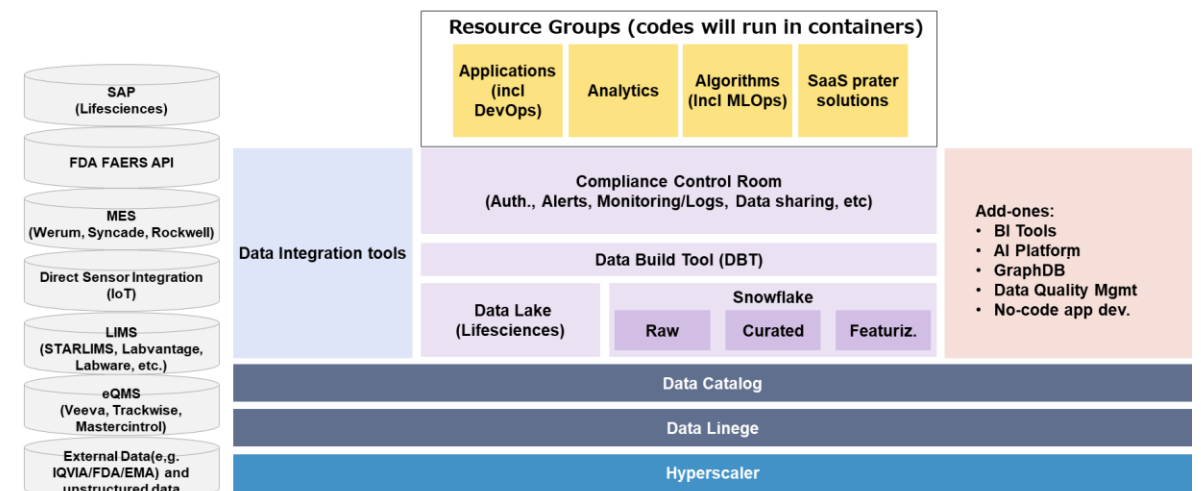 Resource Groups (codes will run in containers)
Applications
(incl
DevOps)
Analytics
Algorithms
(Incl MLOps)
SaaS prater
solutions
SAP
(Lifesciences)
FDA FAERS API
MES
(Werum, Syncade, Rockwell)
Direct Sensor Integration
(IoT)
LIMS
(STARLIMS, Labvantage,
Labware, etc.)
eQMS
(Veeva, Trackwise,
Mastercintrol)
External Data(e,g.
IQVIA/FDA/EMA) and
unstructured data
Data Integration tools
Compliance Control Room
(Auth., Alerts, Monitoring/Logs, Data sharing, etc)
Data Build Tool (DBT)
Data Lake
(Lifesciences)
Snowflake
Raw
Curated
Featuriz.
Add-ones:
• BI Tools
• AI Platform
• GraphDB
• Data Quality Mgmt
• No-code app dev.
Data Catalog
Data Linege
Hyperscaler